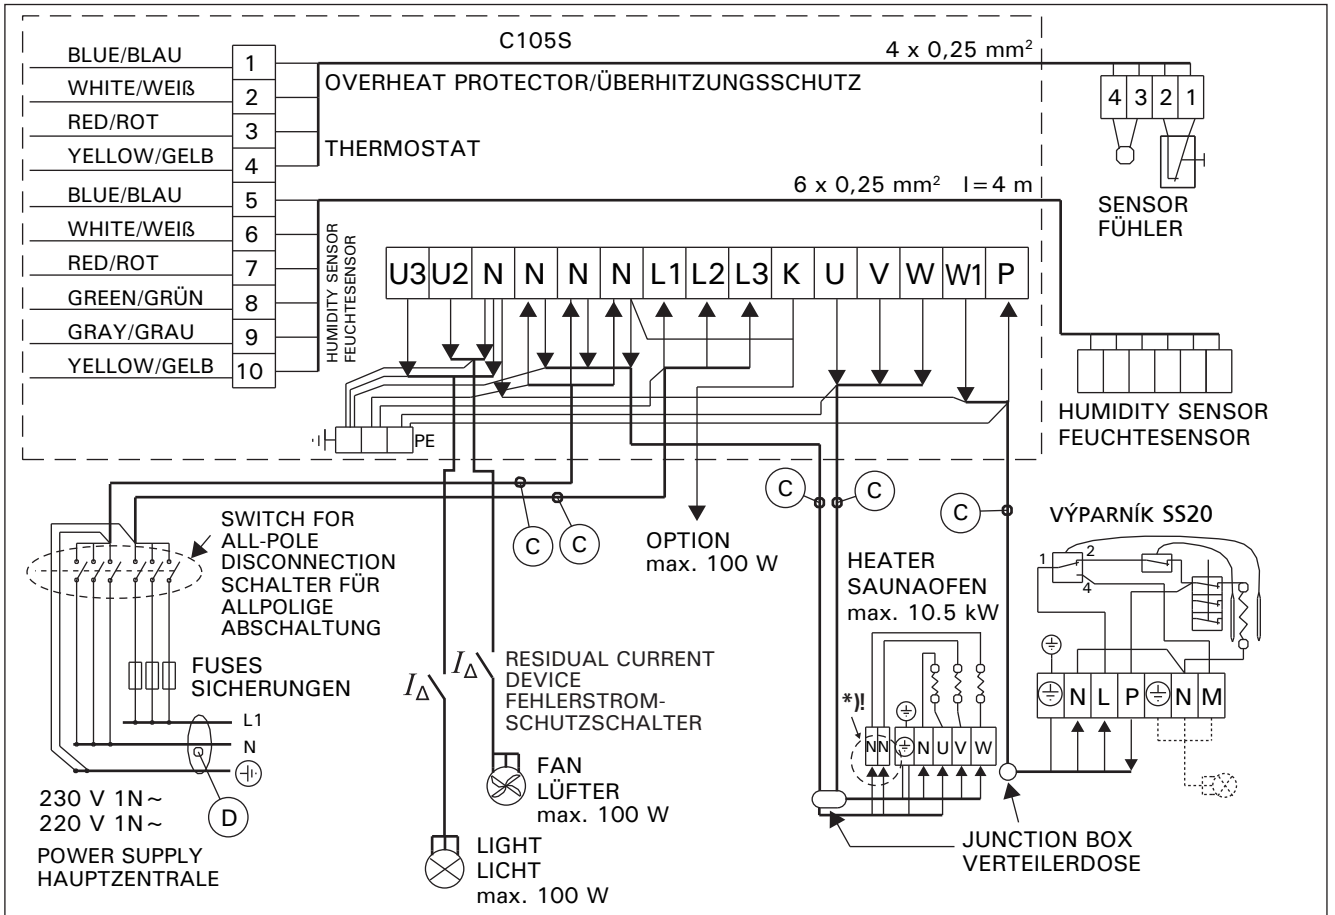 C105S
4 x 0,25 mm²
BLUE/BLAU 1
WHITE/WEIß 2
RED/ROT 3
YELLOW/GELB 4
BLUE/BLAU 5
WHITE/WEIß 6
RED/ROT 7
GREEN/GRÜN 8
GRAY/GRAU 9
YELLOW/GELB 10
OVERHEAT PROTECTOR/ÜBERHITZUNGSSCHUTZ
THERMOSTAT
4 3 2 1
SENSOR
FÜHLER
6 x 0,25 mm² l=4 m
HUMIDITY SENSOR
FEUCHTESENSOR
U3 U2 N N N N L1 L2 L3 K U V W W1 P
HUMIDITY SENSOR
FEUCHTESENSOR
PE
C
C
C
C
C
SWITCH FOR
ALL-POLE
DISCONNECTION
SCHALTER FÜR
ALLPOLIGE
ABSCHALTUNG
FUSES
SICHERUNGEN
L1
N
D
230 V 1N~
220 V 1N~
POWER SUPPLY
HAUPTZENTRALE
OPTION
max. 100 W
IΔ
IΔ
RESIDUAL CURRENT
DEVICE
FEHLERSTROM-
SCHUTZSCHALTER
FAN
LÜFTER
max. 100 W
LIGHT
LICHT
max. 100 W
HEATER
SAUNAOFEN
max. 10.5 kW
*)!
N N N U V W
VÝPARNÍK SS20
1 2
4
N L P N M
JUNCTION BOX
VERTEILERDOSE